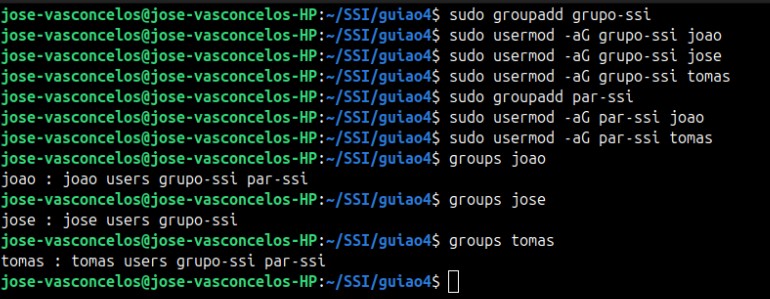 jose-vasconcelos@jose-vasconcelos-HP:~/SSI/guiao4$ sudo groupadd grupo-ssi
jose-vasconcelos@jose-vasconcelos-HP:~/SSI/guiao4$ sudo usermod -aG grupo-ssi joao
jose-vasconcelos@jose-vasconcelos-HP:~/SSI/guiao4$ sudo usermod -aG grupo-ssi jose
jose-vasconcelos@jose-vasconcelos-HP:~/SSI/guiao4$ sudo usermod -aG grupo-ssi tomas
jose-vasconcelos@jose-vasconcelos-HP:~/SSI/guiao4$ sudo groupadd par-ssi
jose-vasconcelos@jose-vasconcelos-HP:~/SSI/guiao4$ sudo usermod -aG par-ssi joao
jose-vasconcelos@jose-vasconcelos-HP:~/SSI/guiao4$ sudo usermod -aG par-ssi tomas
jose-vasconcelos@jose-vasconcelos-HP:~/SSI/guiao4$ groups joao
joao : joao users grupo-ssi par-ssi
jose-vasconcelos@jose-vasconcelos-HP:~/SSI/guiao4$ groups jose
jose : jose users grupo-ssi
jose-vasconcelos@jose-vasconcelos-HP:~/SSI/guiao4$ groups tomas
tomas : tomas users grupo-ssi par-ssi
jose-vasconcelos@jose-vasconcelos-HP:~/SSI/guiao4$